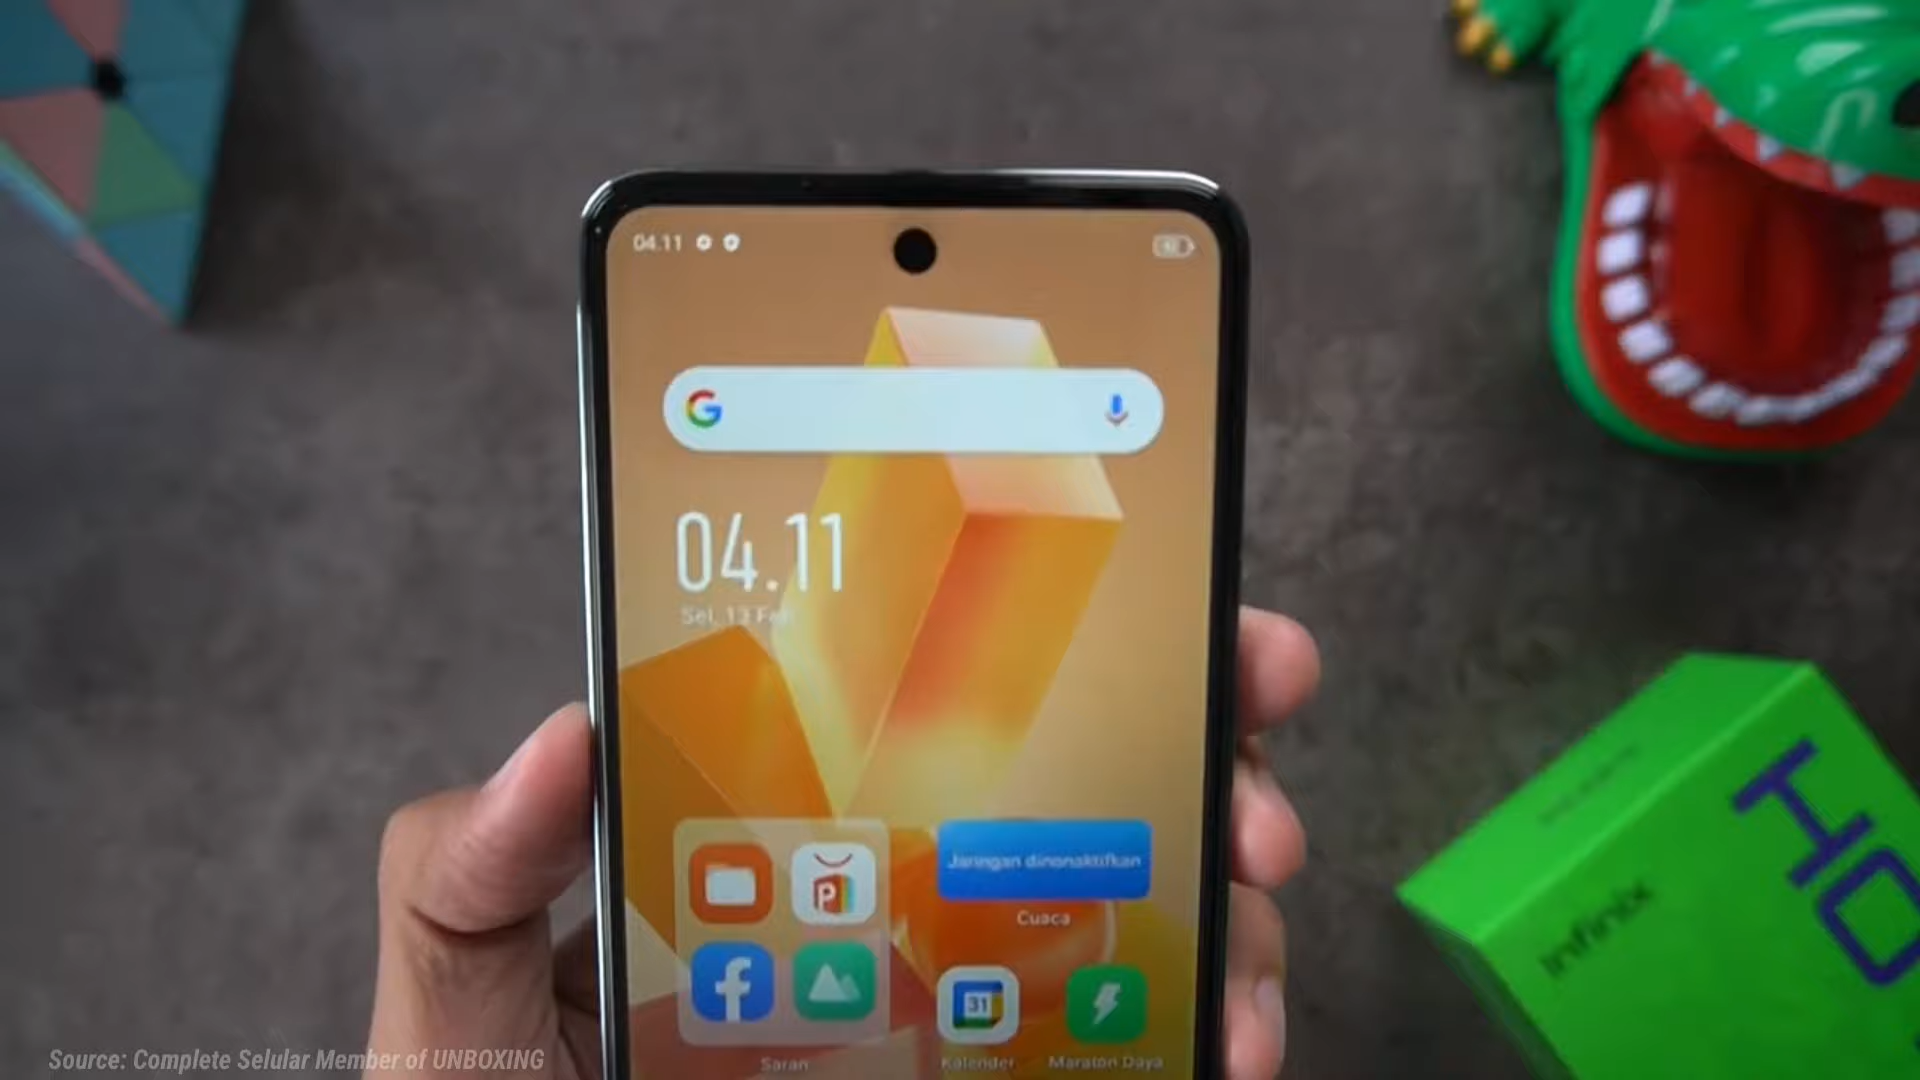 04.11
04.11
Sel, 13 Feb
Jaringan dinonaktifkan
Cuaca
31
Saran
Kalender
Maraton Daya
HO
Infinix
Source: Complete Selular Member of UNBOXING